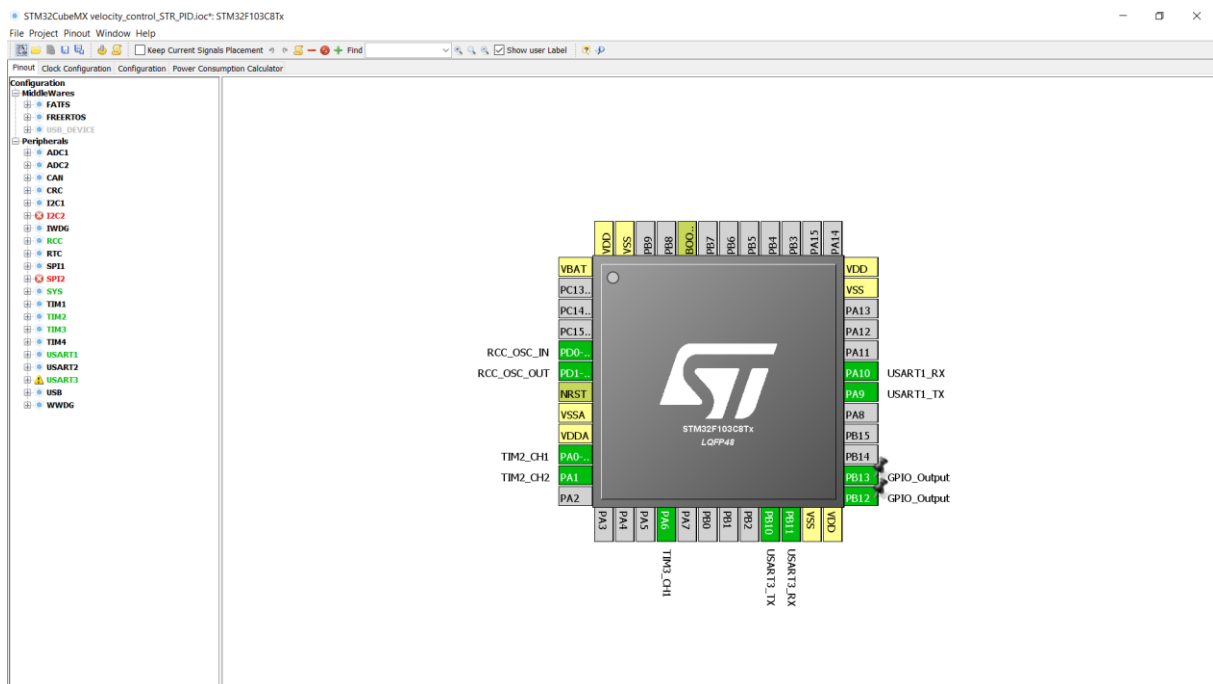 STM32CubeMX velocity_control_STR_PID.ioc*: STM32F103C8Tx
File Project Pinout Window Help
Keep Current Signals Placement Find Show user Label
Pinout Clock Configuration Configuration Power Consumption Calculator
Configuration
MiddleWares
FATFS
FREERTOS
USB_DEVICE
Peripherals
ADC1
ADC2
CAN
CRC
I2C1
I2C2
IWDG
RCC
RTC
SPI1
SPI2
SYS
TIM1
TIM2
TIM3
TIM4
USART1
USART2
USART3
USB
WWDG
VDD VSS PB9 PB8 BOO.. PB7 PB6 PB5 PB4 PB3 PA15 PA14
VBAT
PC13..
PC14..
PC15..
RCC_OSC_IN PD0-..
RCC_OSC_OUT PD1-..
NRST
VSSA
VDDA
TIM2_CH1 PA0-..
TIM2_CH2 PA1
PA2
STM32F103C8Tx
LQFP48
VDD
VSS
PA13
PA12
PA11
PA10 USART1_RX
PA9 USART1_TX
PA8
PB15
PB14
PB13 GPIO_Output
PB12 GPIO_Output
PA3 PA4 PA5 PA6 PA7 PB0 PB1 PB2 PB10 PB11 VSS VDD
TIM3_CH1 USART3_TX USART3_RX